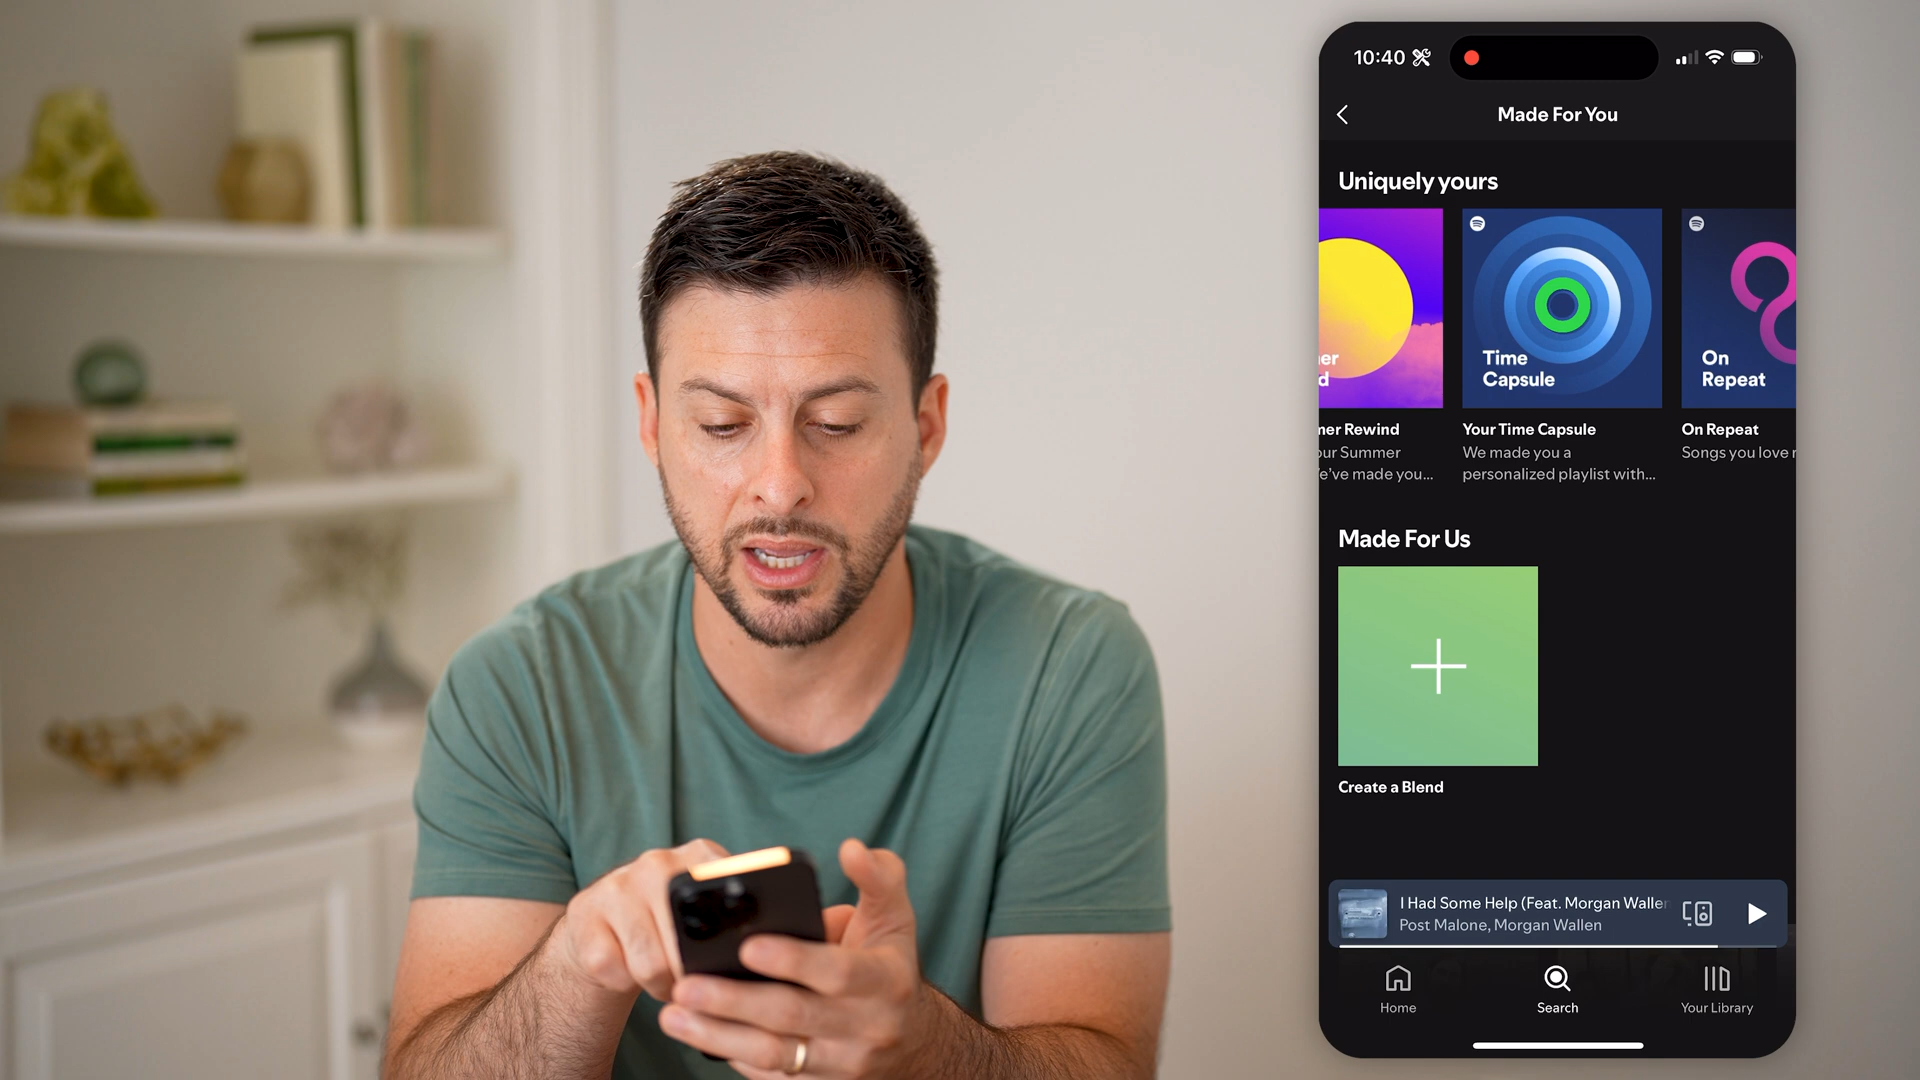 10:40
Made For You
Uniquely yours
er
d
Time
Capsule
On
Repeat
ner Rewind
our Summer
e've made you...
Your Time Capsule
We made you a
personalized playlist with...
On Repeat
Songs you love r
Made For Us
Create a Blend
I Had Some Help (Feat. Morgan Wallen
Post Malone, Morgan Wallen
Home
Search
Your Library